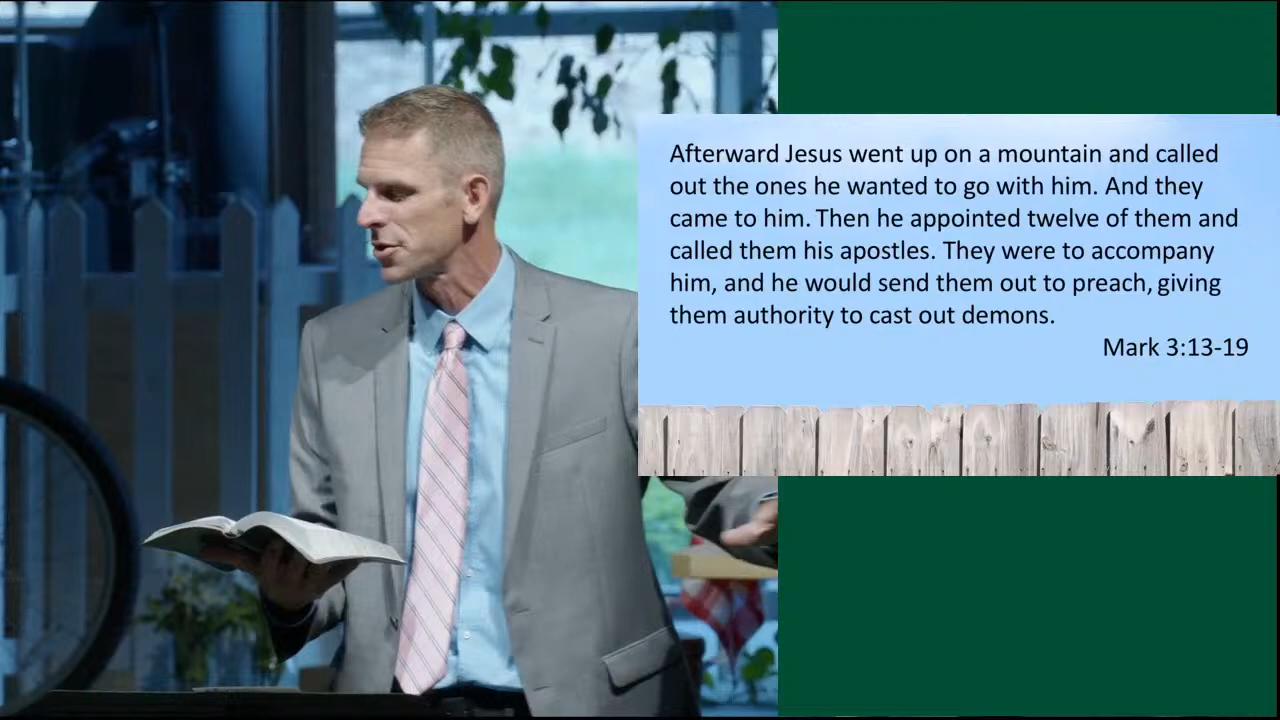 Afterward Jesus went up on a mountain and called
out the ones he wanted to go with him. And they
came to him. Then he appointed twelve of them and
called them his apostles. They were to accompany
him, and he would send them out to preach, giving
them authority to cast out demons.
Mark 3:13-19